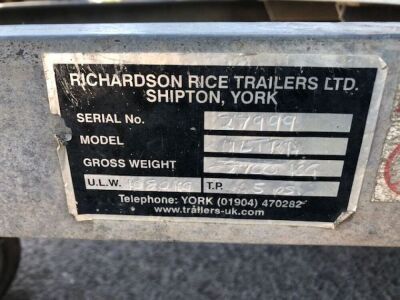 RICHARDSON RICE TRAILERS LTD.
SHIPTON, YORK
SERIAL No. 27999
MODEL
GROSS WEIGHT
U.L.W. T.P.
Telephone: YORK (01904) 470282
www.trailers-uk.com